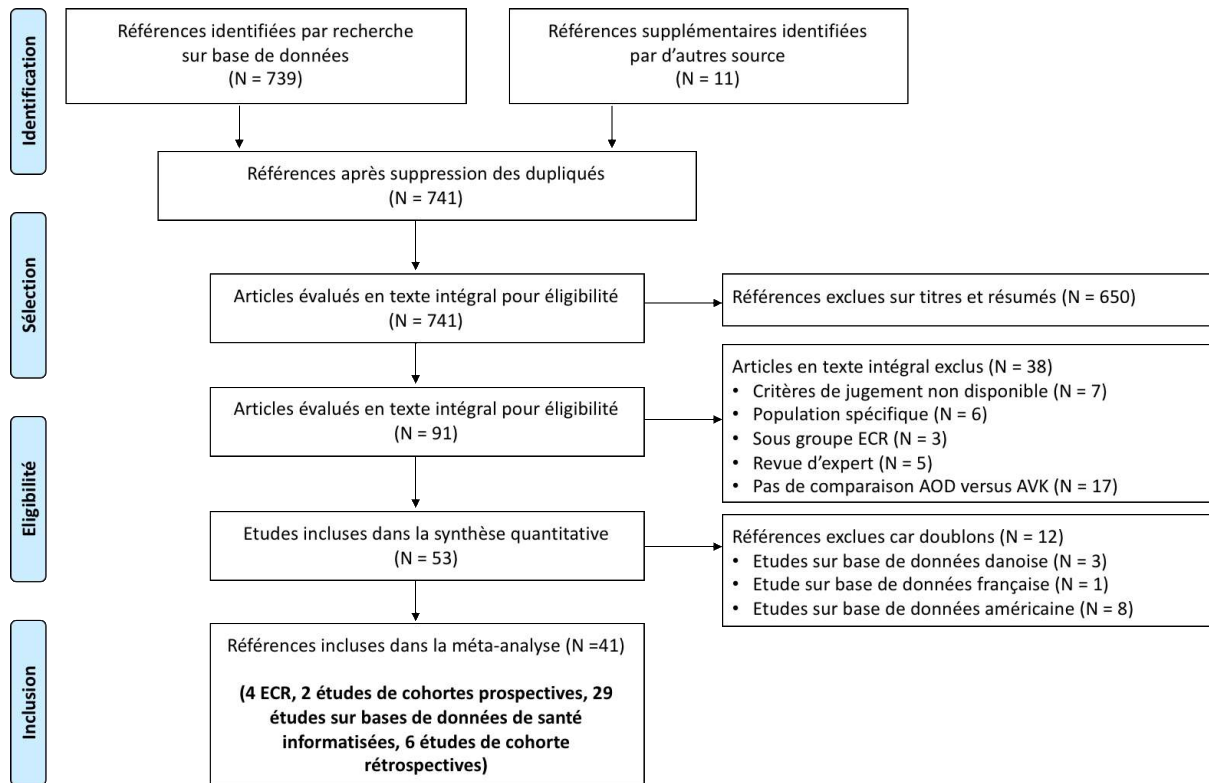 Identification
Références identifiées par recherche
sur base de données
(N = 739)
Références supplémentaires identifiées
par d'autres source
(N = 11)
Références après suppression des dupliqués
(N = 741)
Sélection
Articles évalués en texte intégral pour éligibilité
(N = 741)
Références exclues sur titres et résumés (N = 650)
Eligibilité
Articles évalués en texte intégral pour éligibilité
(N = 91)
Articles en texte intégral exclus (N = 38)
• Critères de jugement non disponible (N = 7)
• Population spécifique (N = 6)
• Sous groupe ECR (N = 3)
• Revue d'expert (N = 5)
• Pas de comparaison AOD versus AVK (N = 17)
Etudes incluses dans la synthèse quantitative
(N = 53)
Références exclues car doublons (N = 12)
• Etudes sur base de données danoise (N = 3)
• Etude sur base de données française (N = 1)
• Etudes sur base de données américaine (N = 8)
Inclusion
Références incluses dans la méta-analyse (N =41)
(4 ECR, 2 études de cohortes prospectives, 29
études sur bases de données de santé
informatisées, 6 études de cohorte
rétrospectives)